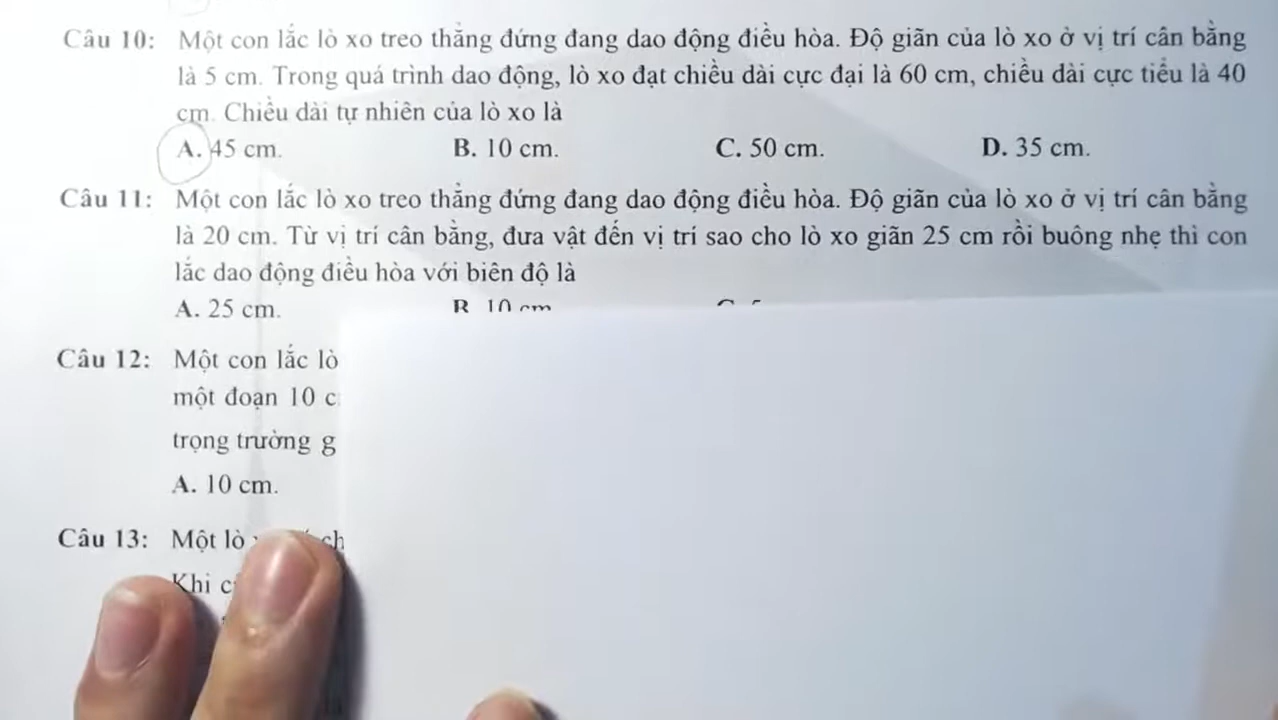 Câu 10: Một con lắc lò xo treo thẳng đứng đang dao động điều hòa. Độ giãn của lò xo ở vị trí cân bằng
là 5 cm. Trong quá trình dao động, lò xo đạt chiều dài cực đại là 60 cm, chiều dài cực tiểu là 40
cm. Chiều dài tự nhiên của lò xo là
A. 45 cm. B. 10 cm. C. 50 cm. D. 35 cm.
Câu 11: Một con lắc lò xo treo thẳng đứng đang dao động điều hòa. Độ giãn của lò xo ở vị trí cân bằng
là 20 cm. Từ vị trí cân bằng, đưa vật đến vị trí sao cho lò xo giãn 25 cm rồi buông nhẹ thì con
lắc dao động điều hòa với biên độ là
A. 25 cm. B. 10 cm
Câu 12: Một con lắc lò
một đoạn 10 c
trọng trường g
A. 10 cm.
Câu 13: Một lò
Khi c